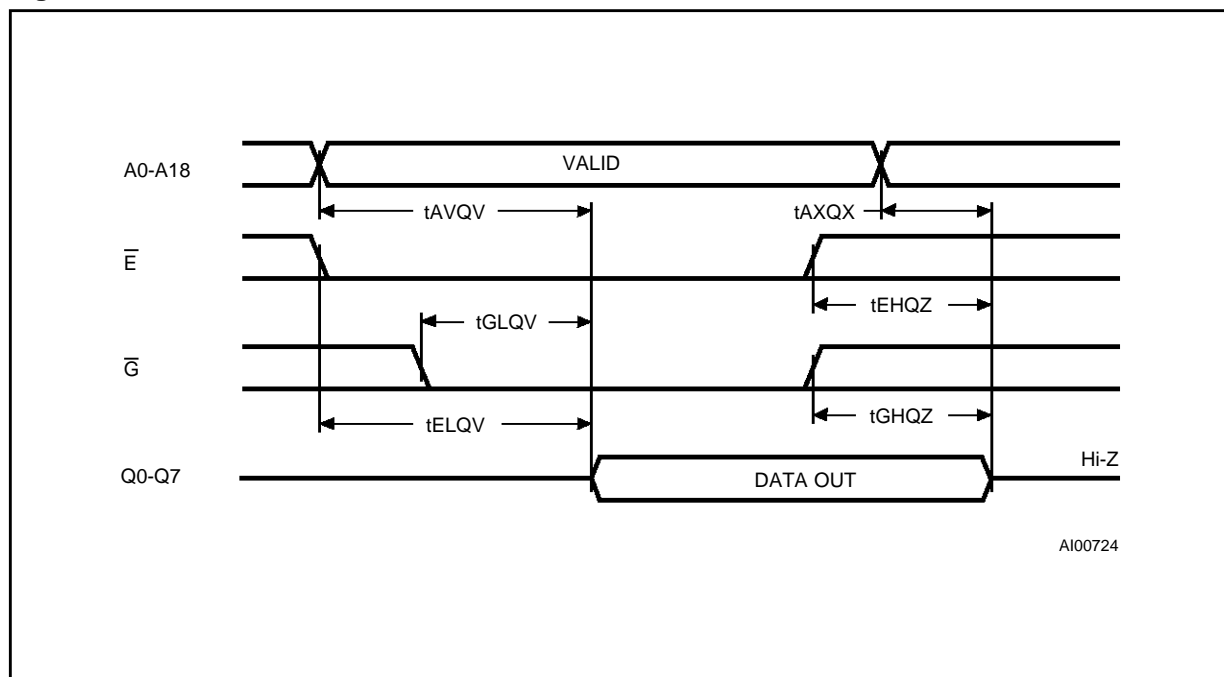 A0-A18
VALID
tAVQV
tAXQX
E̅
tEHQZ
tGLQV
G̅
tGHQZ
tELQV
Hi-Z
Q0-Q7
DATA OUT
AI00724